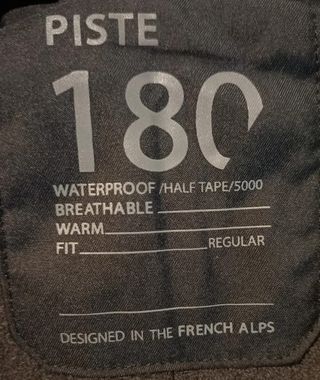 PISTE
180
WATERPROOF /HALF TAPE/5000
BREATHABLE
WARM
FIT REGULAR
DESIGNED IN THE FRENCH ALPS